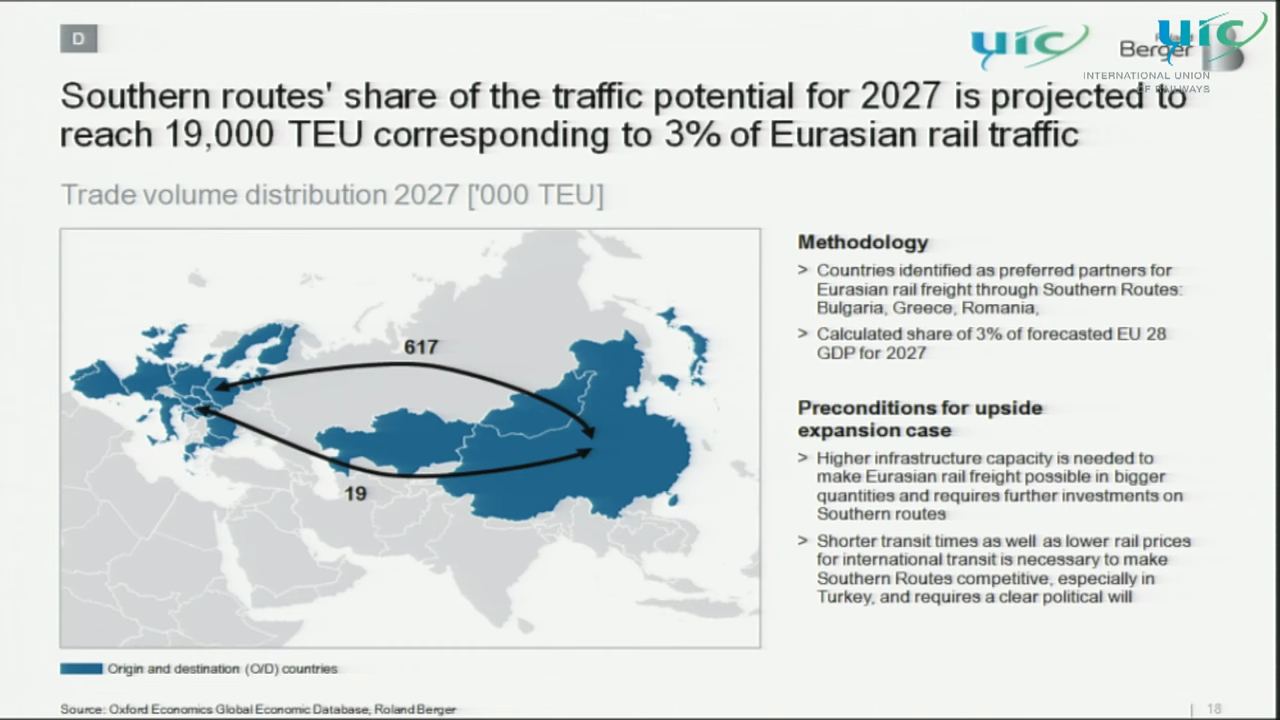 D
uic
Berger
uic
INTERNATIONAL UNION
OF RAILWAYS
Southern routes' share of the traffic potential for 2027 is projected to
reach 19,000 TEU corresponding to 3% of Eurasian rail traffic
Trade volume distribution 2027 ['000 TEU]
617
19
Origin and destination (O/D) countries
Methodology
> Countries identified as preferred partners for
Eurasian rail freight through Southern Routes:
Bulgaria, Greece, Romania,
> Calculated share of 3% of forecasted EU 28
GDP for 2027
Preconditions for upside
expansion case
> Higher infrastructure capacity is needed to
make Eurasian rail freight possible in bigger
quantities and requires further investments on
Southern routes
> Shorter transit times as well as lower rail prices
for international transit is necessary to make
Southern Routes competitive, especially in
Turkey, and requires a clear political will
Source: Oxford Economics Global Economic Database, Roland Berger
| 18